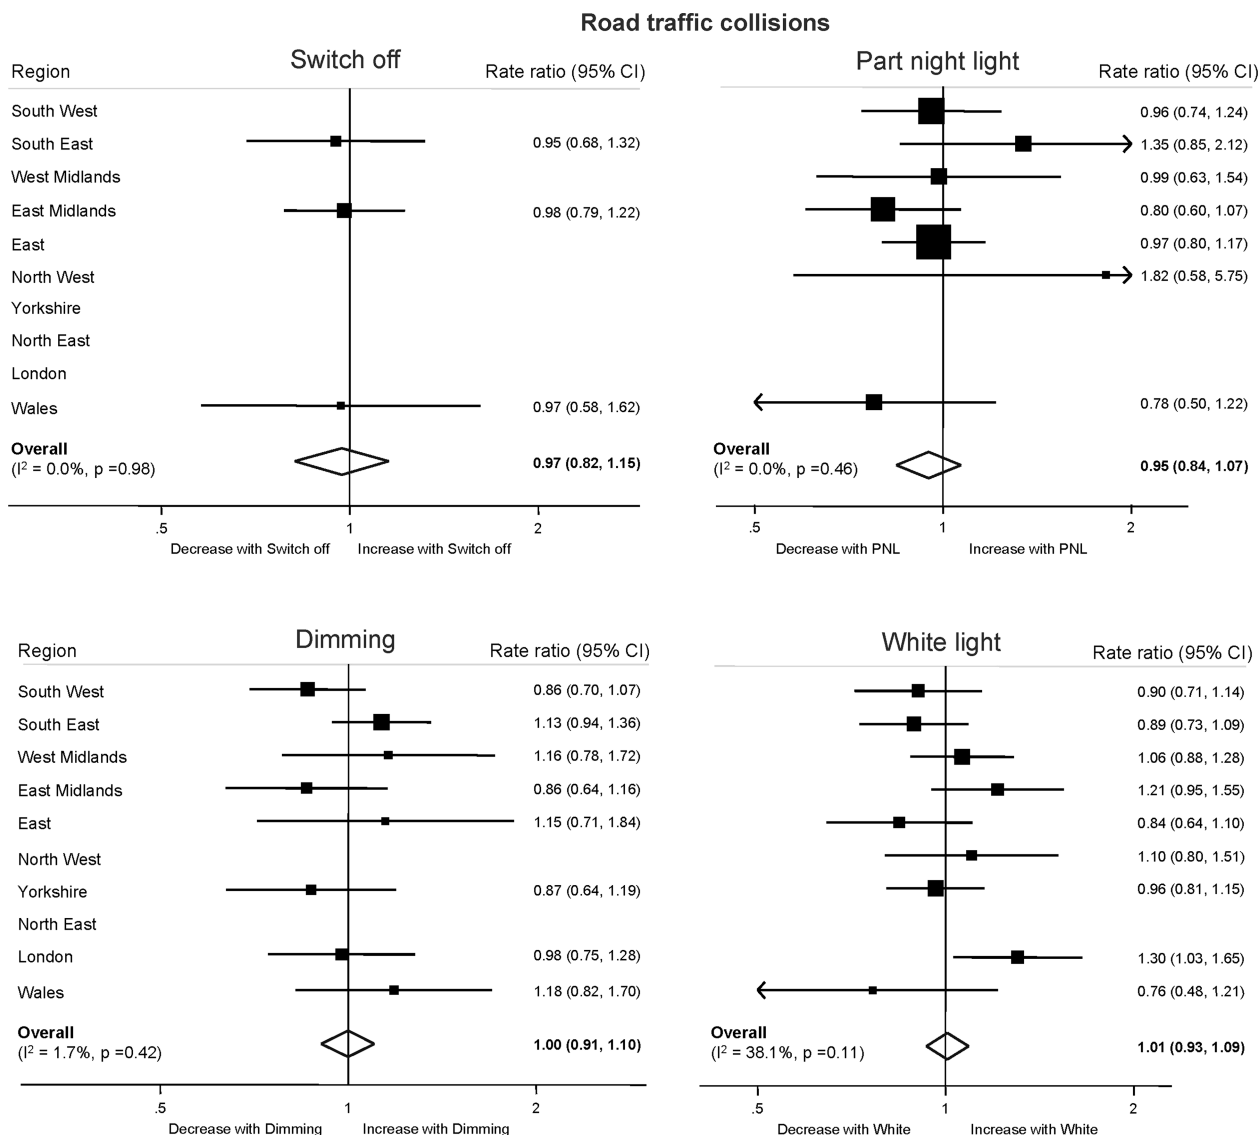 Road traffic collisions
Region Switch off Rate ratio (95% CI)
South West
South East 0.95 (0.68, 1.32)
West Midlands
East Midlands 0.98 (0.79, 1.22)
East
North West
Yorkshire
North East
London
Wales 0.97 (0.58, 1.62)
Overall
(I² = 0.0%, p =0.98) 0.97 (0.82, 1.15)
.5 1 2
Decrease with Switch off Increase with Switch off
Part night light Rate ratio (95% CI)
0.96 (0.74, 1.24)
1.35 (0.85, 2.12)
0.99 (0.63, 1.54)
0.80 (0.60, 1.07)
0.97 (0.80, 1.17)
1.82 (0.58, 5.75)
0.78 (0.50, 1.22)
Overall
(I² = 0.0%, p =0.46) 0.95 (0.84, 1.07)
.5 1 2
Decrease with PNL Increase with PNL
Region Dimming Rate ratio (95% CI)
South West 0.86 (0.70, 1.07)
South East 1.13 (0.94, 1.36)
West Midlands 1.16 (0.78, 1.72)
East Midlands 0.86 (0.64, 1.16)
East 1.15 (0.71, 1.84)
North West
Yorkshire 0.87 (0.64, 1.19)
North East
London 0.98 (0.75, 1.28)
Wales 1.18 (0.82, 1.70)
Overall
(I² = 1.7%, p =0.42) 1.00 (0.91, 1.10)
.5 1 2
Decrease with Dimming Increase with Dimming
White light Rate ratio (95% CI)
0.90 (0.71, 1.14)
0.89 (0.73, 1.09)
1.06 (0.88, 1.28)
1.21 (0.95, 1.55)
0.84 (0.64, 1.10)
1.10 (0.80, 1.51)
0.96 (0.81, 1.15)
1.30 (1.03, 1.65)
0.76 (0.48, 1.21)
Overall
(I² = 38.1%, p =0.11) 1.01 (0.93, 1.09)
.5 1 2
Decrease with White Increase with White